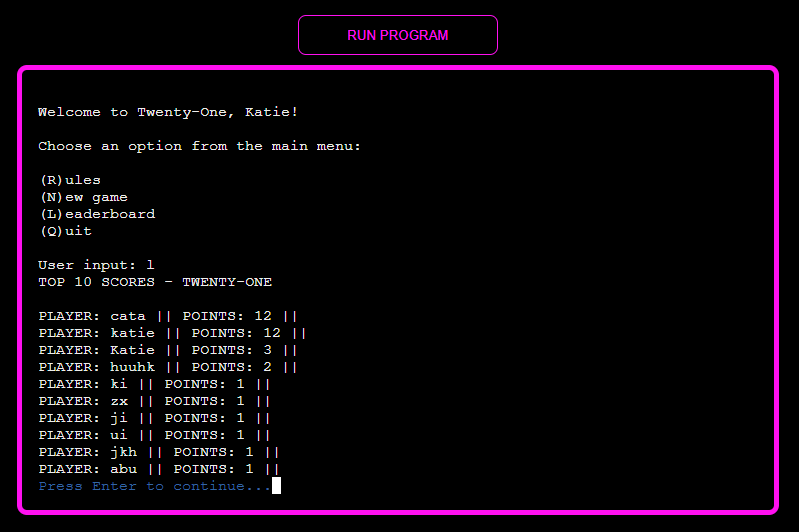 RUN PROGRAM
Welcome to Twenty-One, Katie!
Choose an option from the main menu:
(R)ules
(N)ew game
(L)eaderboard
(Q)uit
User input: l
TOP 10 SCORES - TWENTY-ONE
PLAYER: cata || POINTS: 12 ||
PLAYER: katie || POINTS: 12 ||
PLAYER: Katie || POINTS: 3 ||
PLAYER: huuhk || POINTS: 2 ||
PLAYER: ki || POINTS: 1 ||
PLAYER: zx || POINTS: 1 ||
PLAYER: ji || POINTS: 1 ||
PLAYER: ui || POINTS: 1 ||
PLAYER: jkh || POINTS: 1 ||
PLAYER: abu || POINTS: 1 ||
Press Enter to continue...